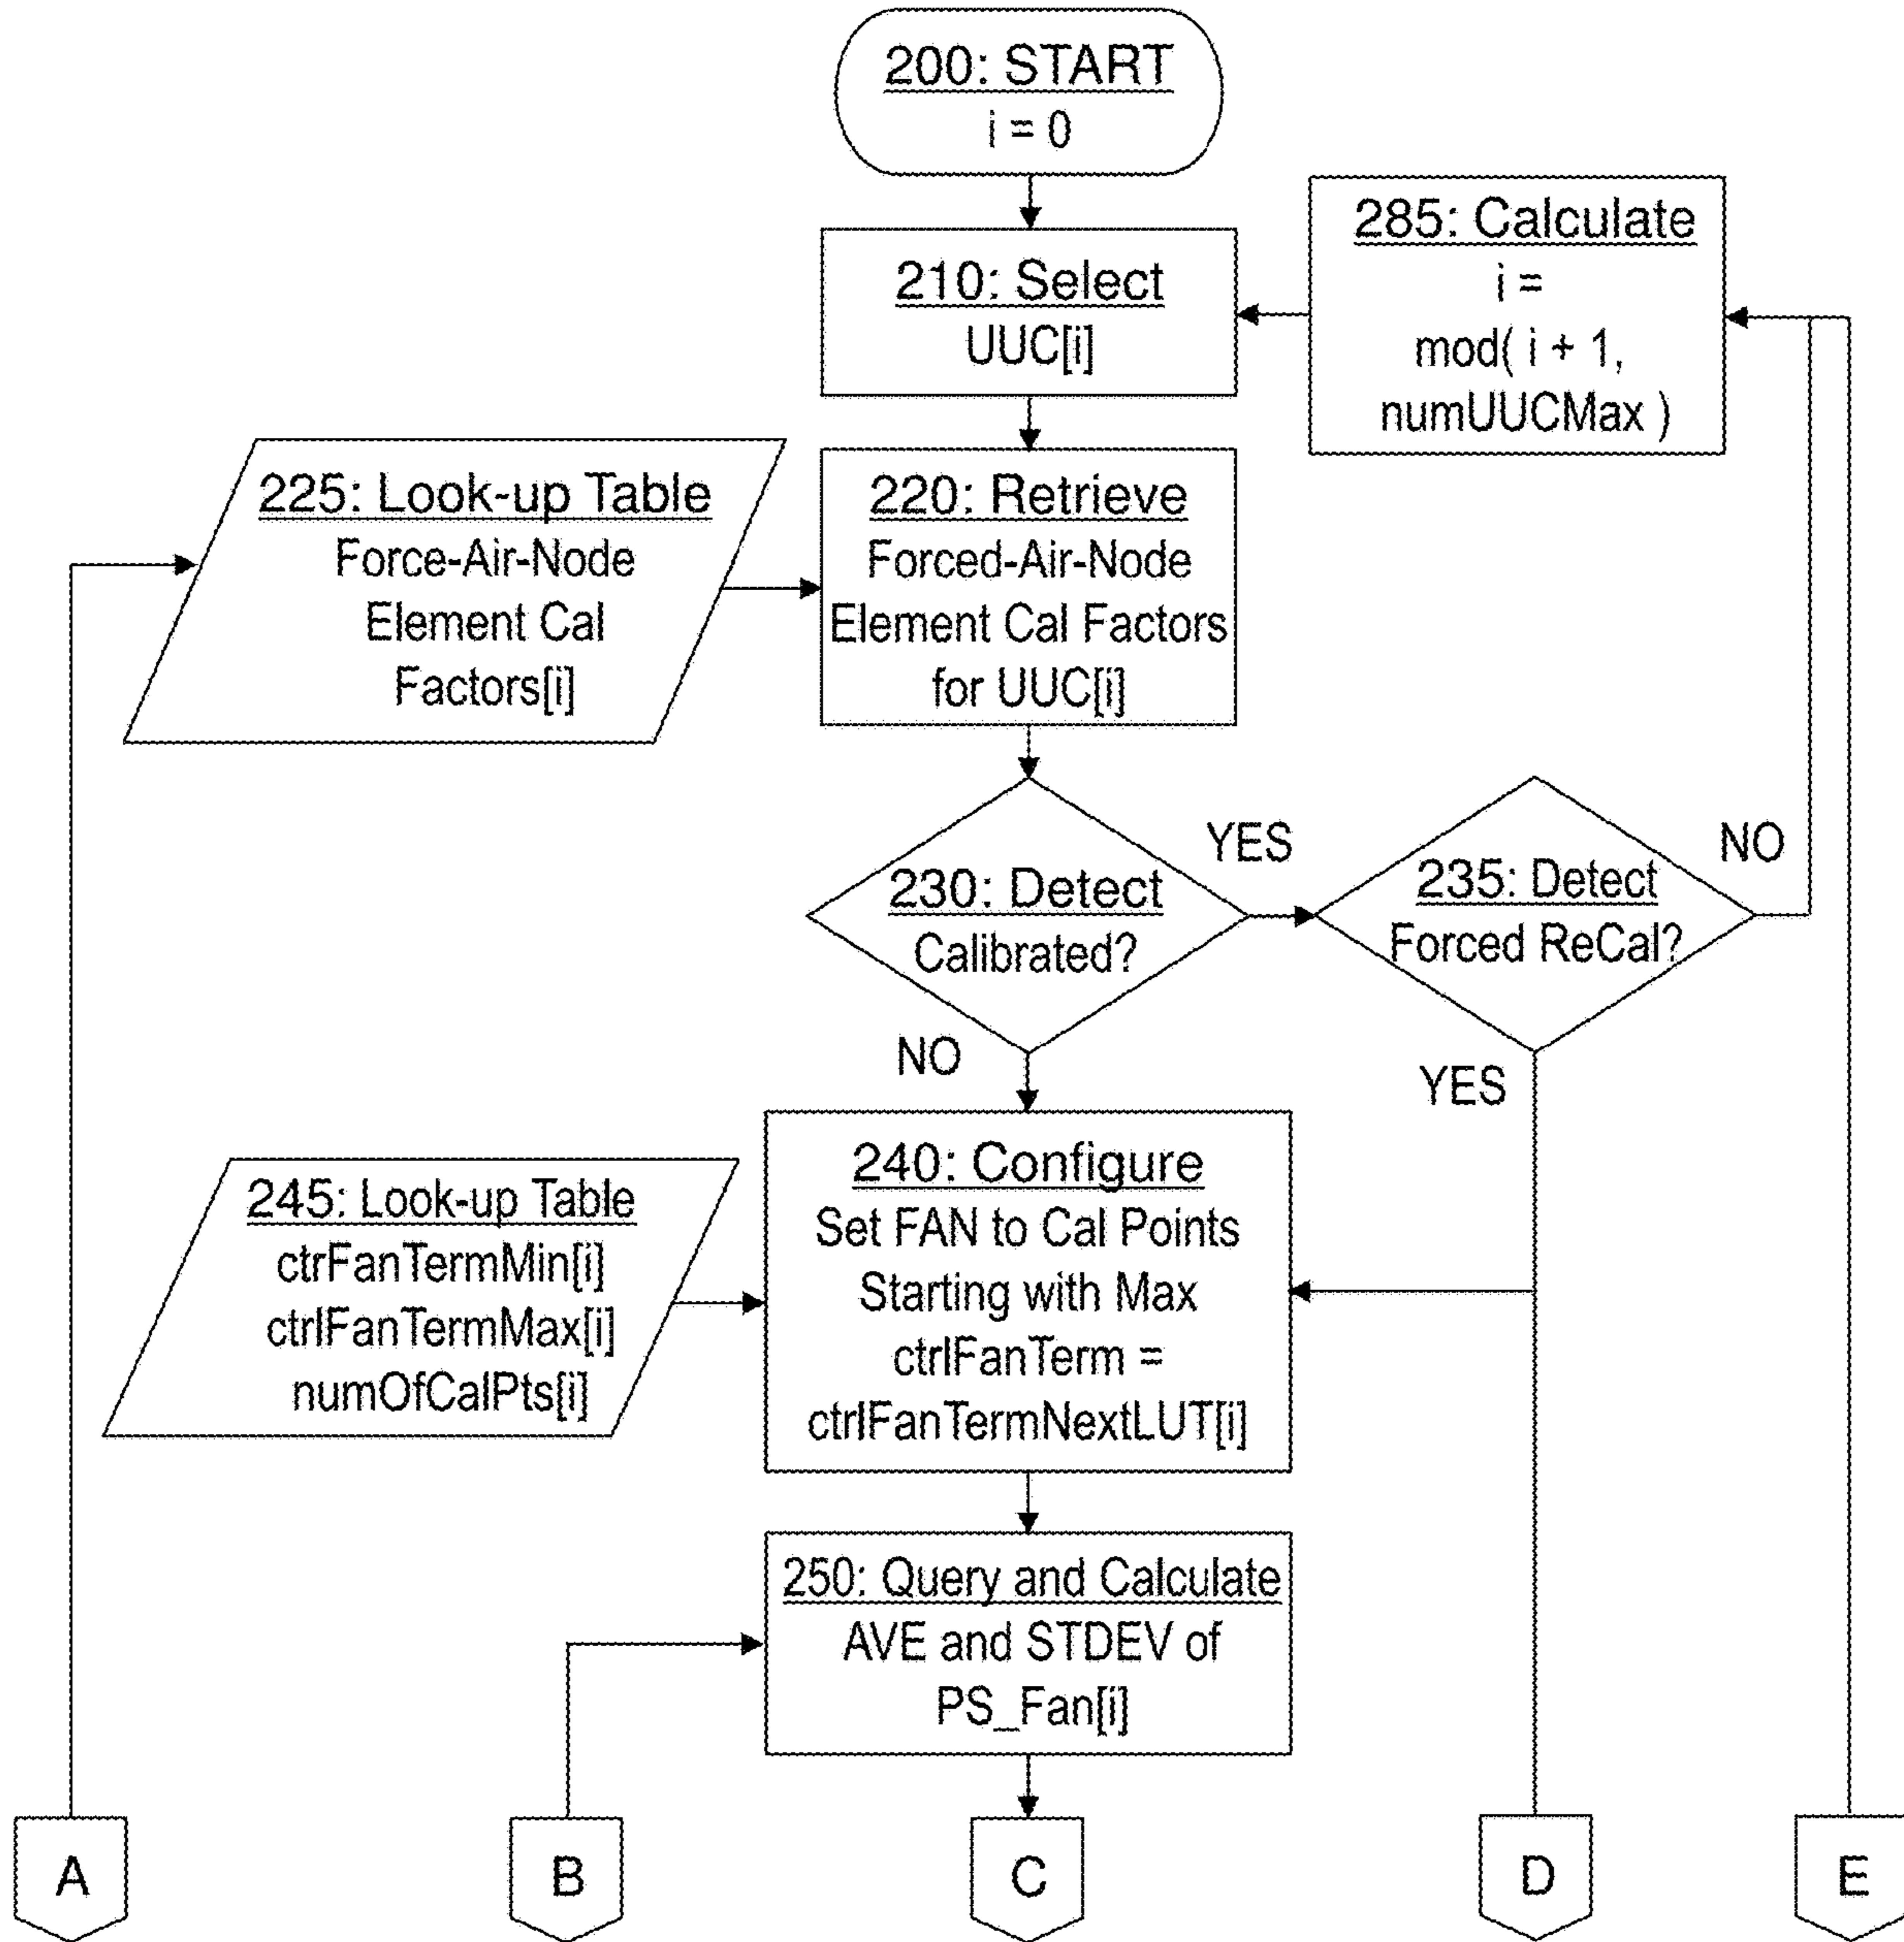 200: START
i = 0
285: Calculate
i =
mod( i + 1,
numUUCMax )
210: Select
UUC[i]
225: Look-up Table
Force-Air-Node
Element Cal
Factors[i]
220: Retrieve
Forced-Air-Node
Element Cal Factors
for UUC[i]
YES
NO
230: Detect
Calibrated?
235: Detect
Forced ReCal?
NO
YES
245: Look-up Table
ctrFanTermMin[i]
ctrlFanTermMax[i]
numOfCalPts[i]
240: Configure
Set FAN to Cal Points
Starting with Max
ctrlFanTerm =
ctrlFanTermNextLUT[i]
250: Query and Calculate
AVE and STDEV of
PS_Fan[i]
A
B
C
D
E